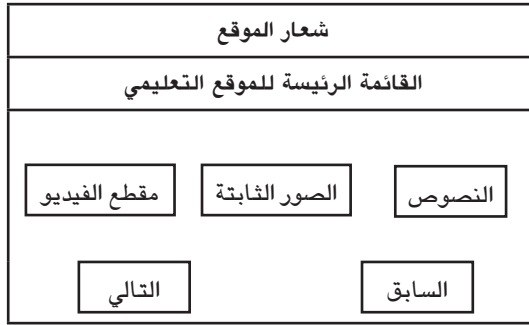 شعار الموقع
القائمة الرئيسة للموقع التعليمي
النصوص الصور الثابتة مقطع الفيديو
السابق التالي